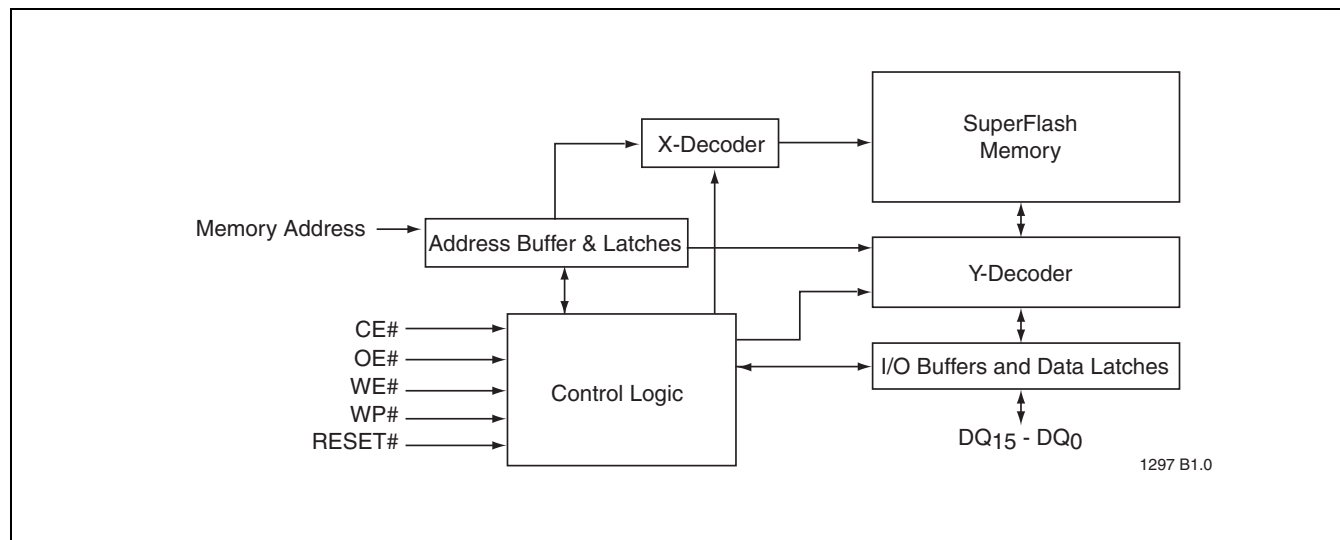 SuperFlash
Memory
X-Decoder
Memory Address
Address Buffer & Latches
Y-Decoder
CE#
OE#
WE#
WP#
RESET#
Control Logic
I/O Buffers and Data Latches
DQ15 - DQ0
1297 B1.0